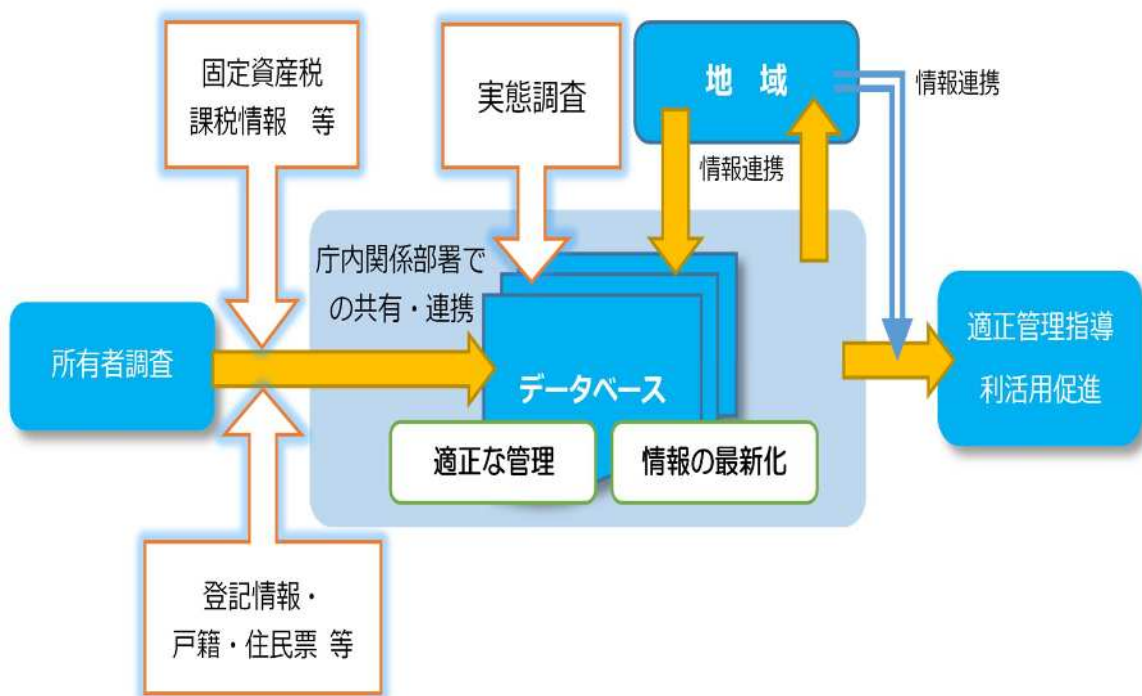 固定資産税
課税情報 等
実態調査
地 域
情報連携
情報連携
庁内関係部署で
の共有・連携
所有者調査
データベース
適正な管理
情報の最新化
適正管理指導
利活用促進
登記情報・
戸籍・住民票 等